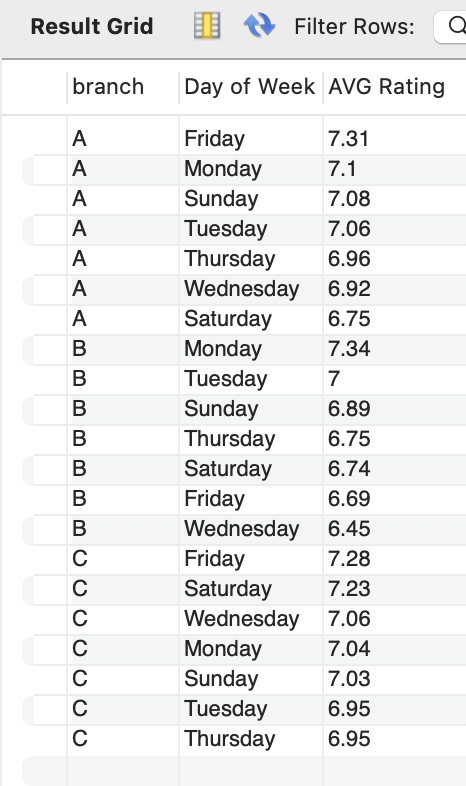 Result Grid Filter Rows:
branch Day of Week AVG Rating
A Friday 7.31
A Monday 7.1
A Sunday 7.08
A Tuesday 7.06
A Thursday 6.96
A Wednesday 6.92
A Saturday 6.75
B Monday 7.34
B Tuesday 7
B Sunday 6.89
B Thursday 6.75
B Saturday 6.74
B Friday 6.69
B Wednesday 6.45
C Friday 7.28
C Saturday 7.23
C Wednesday 7.06
C Monday 7.04
C Sunday 7.03
C Tuesday 6.95
C Thursday 6.95